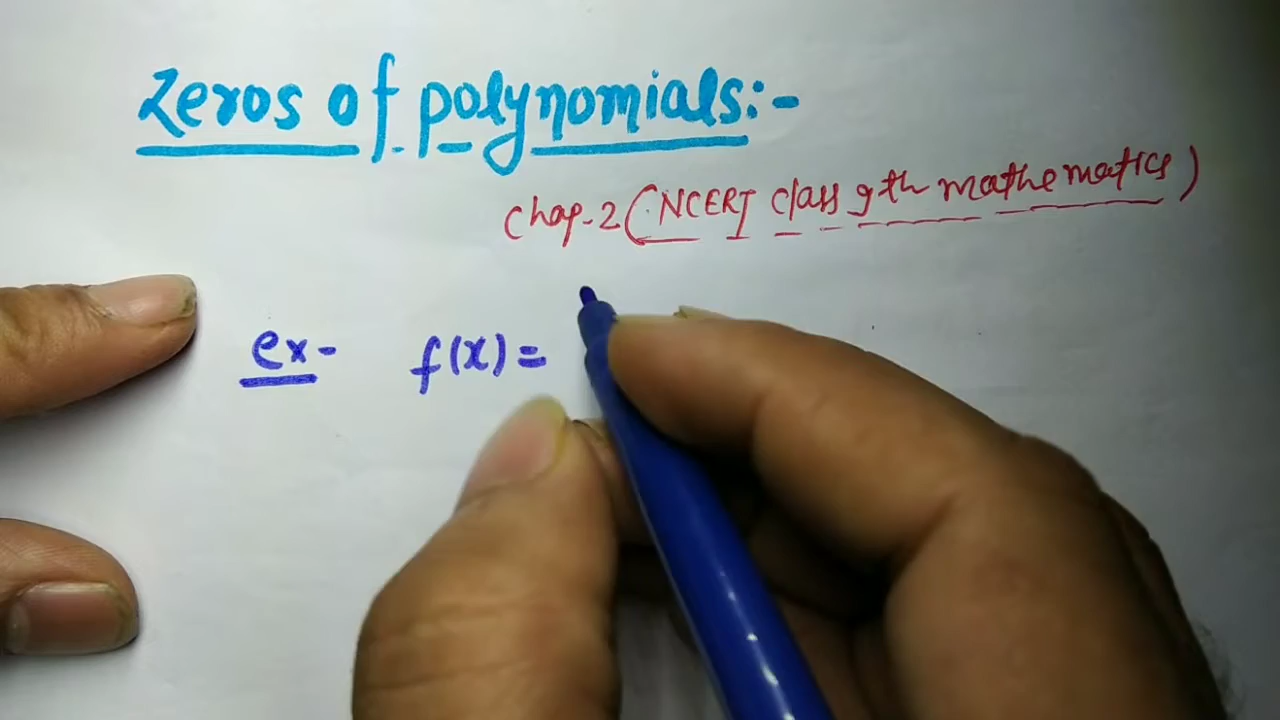 Zeros of polynomials:-
Chap-2 (NCERT class 9th mathematics)
ex- f(x) =